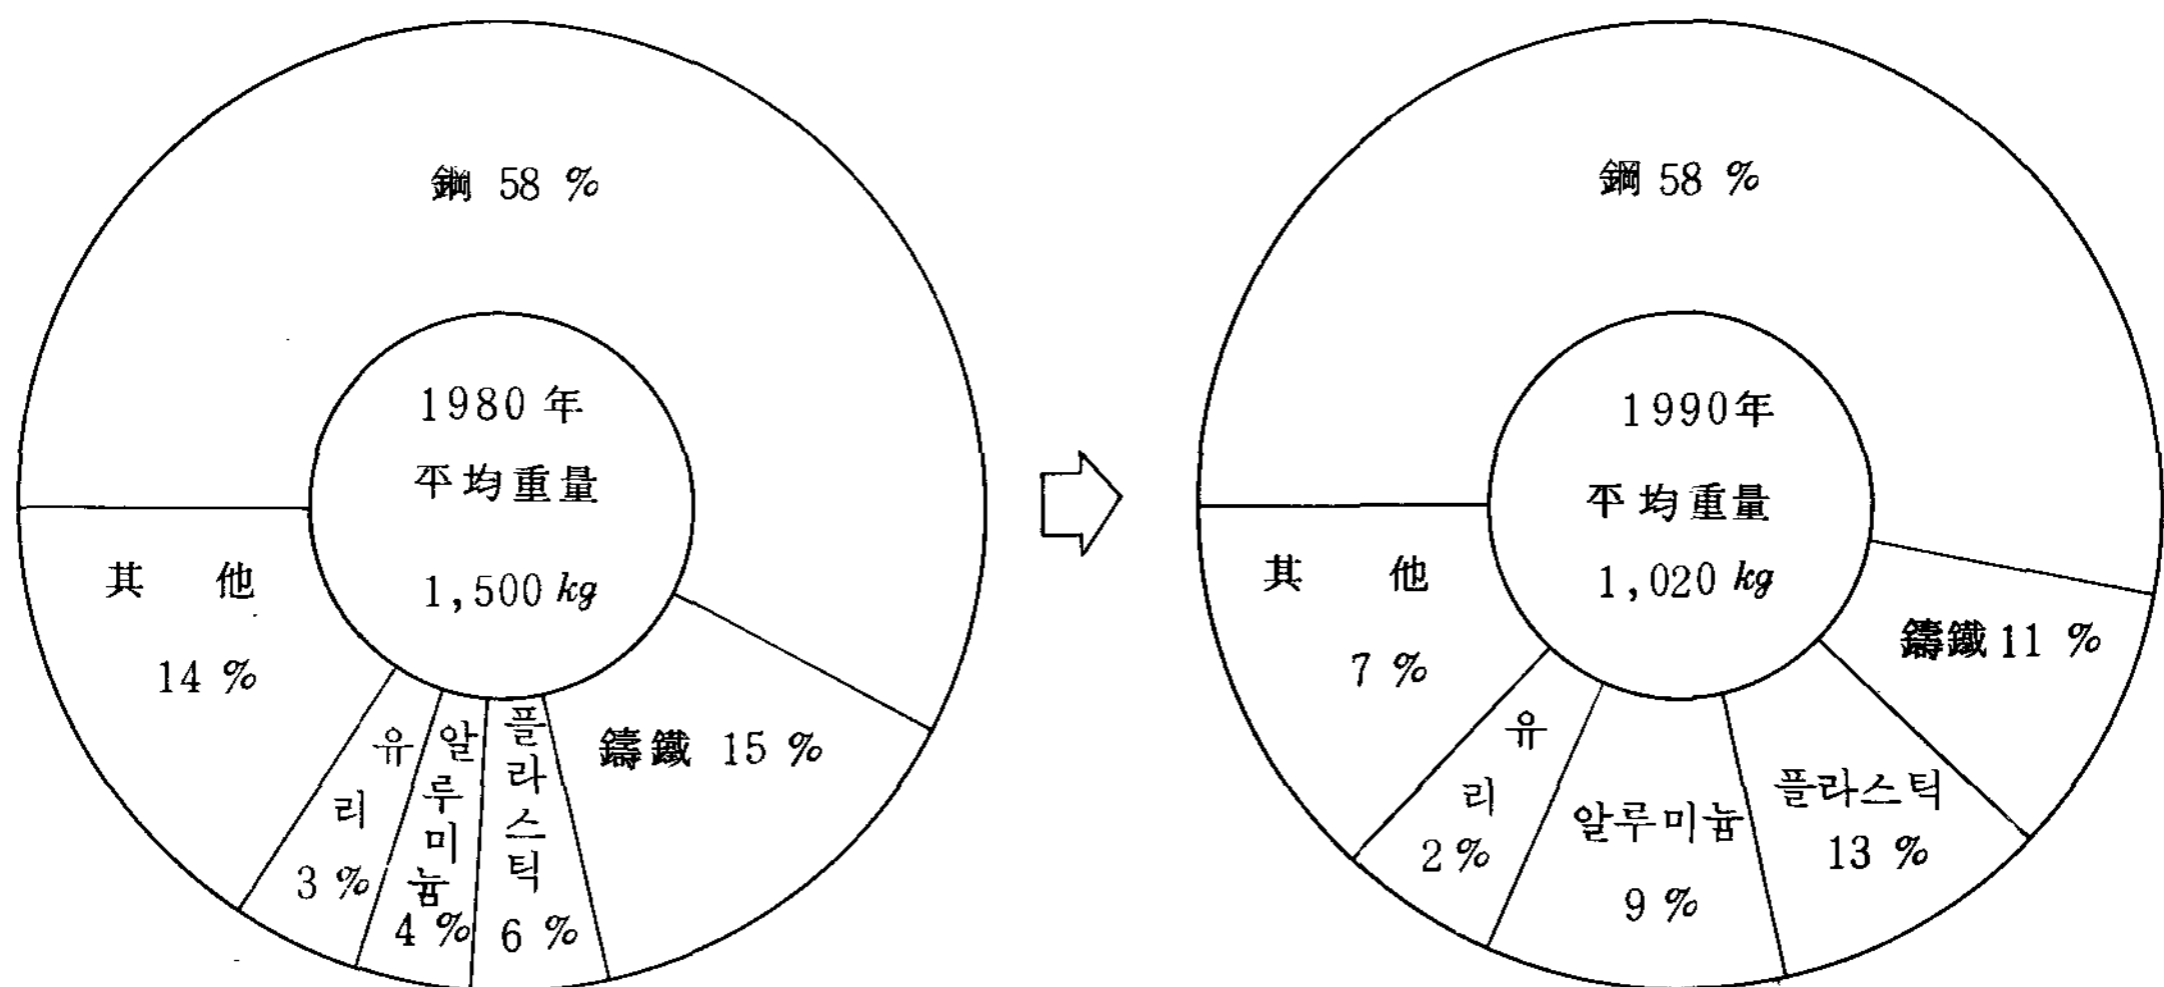 鋼 58 %
1980 年
平均重量
1,500 kg
其 他
14 %
유리
3 %
알루미늄
4 %
플라스틱
6 %
鑄鐵 15 %
鋼 58 %
1990年
平均重量
1,020 kg
其 他
7 %
유리
2 %
알루미늄
9 %
플라스틱
13 %
鑄鐵 11 %